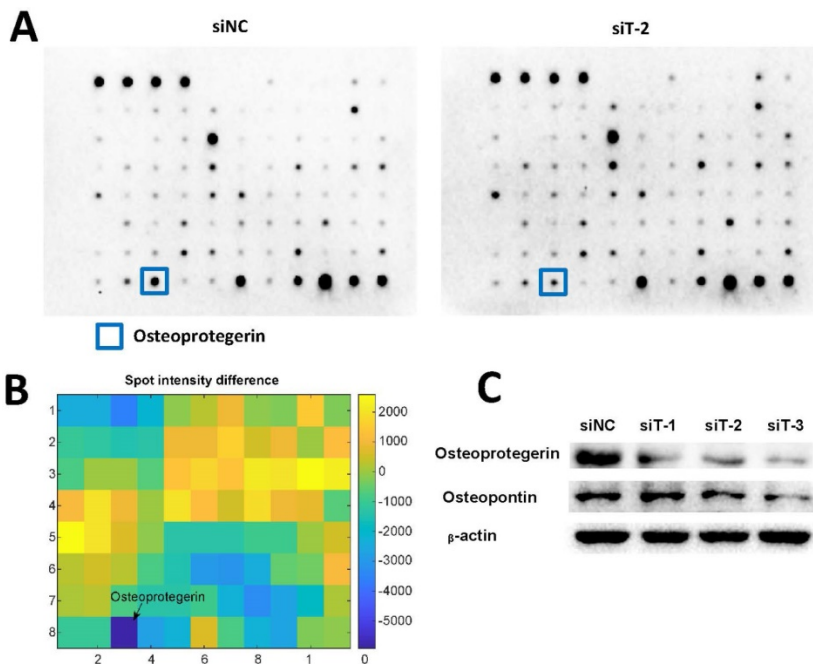 A
siNC
siT-2
Osteoprotegerin
B
Spot intensity difference
1
2
3
4
5
6
7
8
Osteoprotegerin
2 4 6 8 1 0
2000
1000
0
-1000
-2000
-3000
-4000
-5000
C
siNC siT-1 siT-2 siT-3
Osteoprotegerin
Osteopontin
β-actin